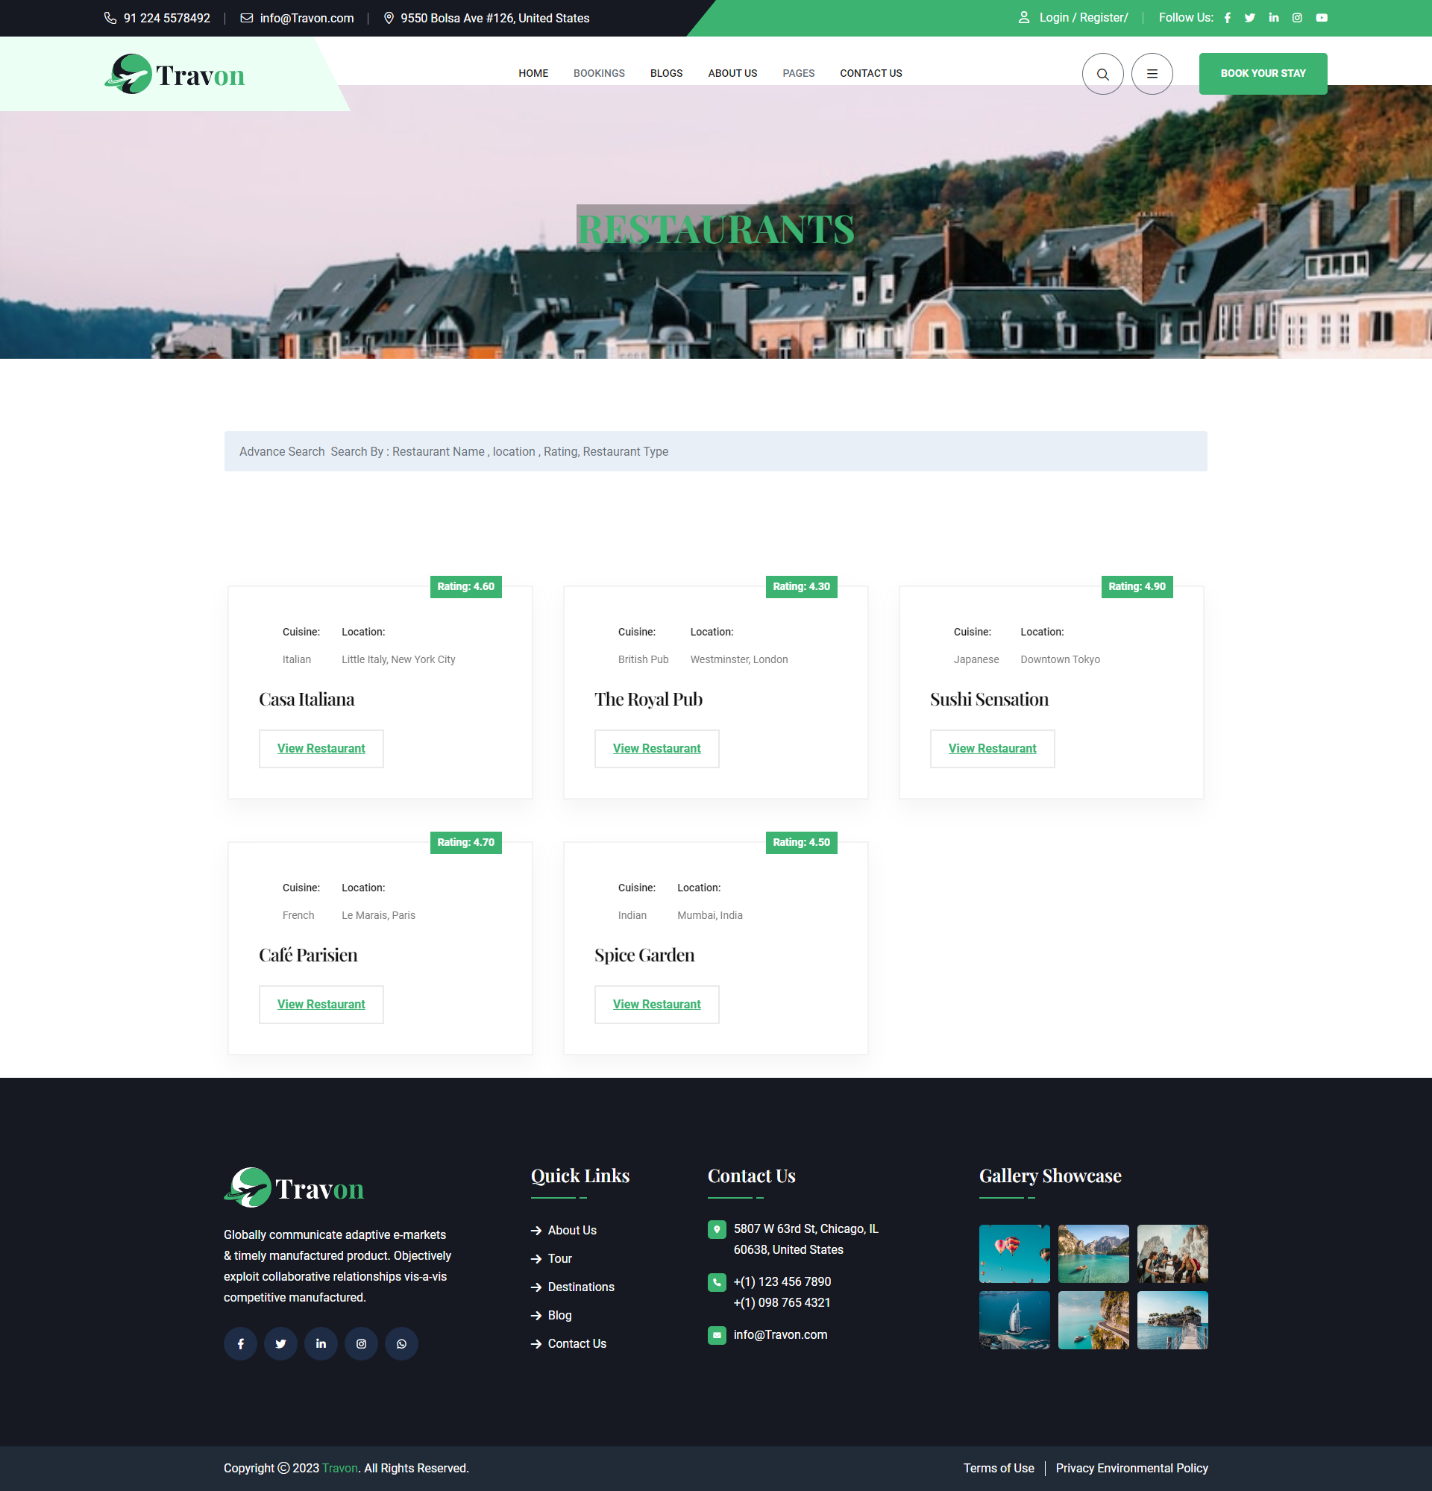 91 224 5578492
info@Travon.com
9550 Bolsa Ave #126, United States
Login / Register/
Follow Us:
Travon
HOME
BOOKINGS
BLOGS
ABOUT US
PAGES
CONTACT US
BOOK YOUR STAY
RESTAURANTS
Advance Search  Search By : Restaurant Name , location , Rating, Restaurant Type
Rating: 4.60
Cuisine: Location:
Italian Little Italy, New York City
Casa Italiana
View Restaurant
Rating: 4.30
Cuisine: Location:
British Pub Westminster, London
The Royal Pub
View Restaurant
Rating: 4.90
Cuisine: Location:
Japanese Downtown Tokyo
Sushi Sensation
View Restaurant
Rating: 4.70
Cuisine: Location:
French Le Marais, Paris
Café Parisien
View Restaurant
Rating: 4.50
Cuisine: Location:
Indian Mumbai, India
Spice Garden
View Restaurant
Travon
Globally communicate adaptive e-markets
& timely manufactured product. Objectively
exploit collaborative relationships vis-a-vis
competitive manufactured.
Quick Links
About Us
Tour
Destinations
Blog
Contact Us
Contact Us
5807 W 63rd St, Chicago, IL
60638, United States
+(1) 123 456 7890
+(1) 098 765 4321
info@Travon.com
Gallery Showcase
Copyright © 2023 Travon. All Rights Reserved.
Terms of Use
Privacy Environmental Policy